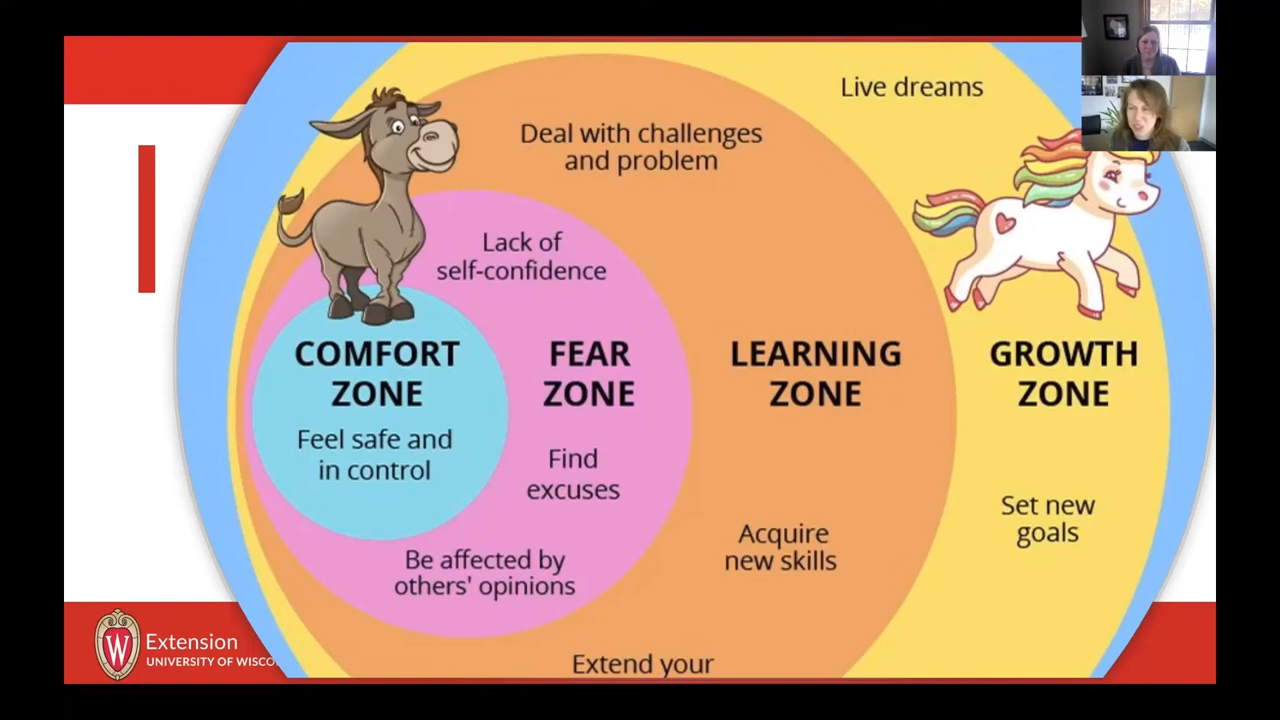 Live dreams
Deal with challenges
and problem
Lack of
self-confidence
COMFORT
ZONE
FEAR
ZONE
LEARNING
ZONE
GROWTH
ZONE
Feel safe and
in control
Find
excuses
Set new
goals
Acquire
new skills
Be affected by
others' opinions
Extend your
W
Extension
UNIVERSITY OF WISCO